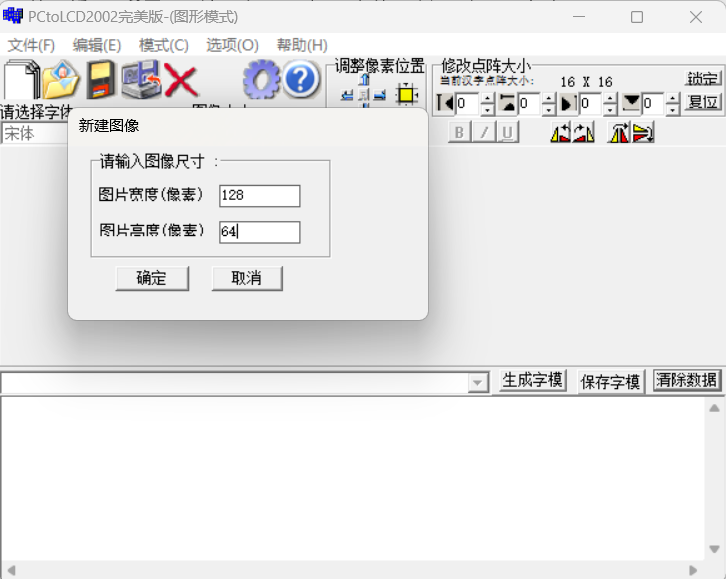 PCtoLCD2002完美版-(图形模式)
文件(F) 编辑(E) 模式(C) 选项(O) 帮助(H)
调整像素位置
修改点阵大小
当前汉字点阵大小: 16 X 16
锁定
0 0 0 0 复位
请选择字体
宋体
B / U
新建图像
请输入图像尺寸 :
图片宽度(像素) 128
图片高度(像素) 64
确定 取消
生成字模 保存字模 清除数据